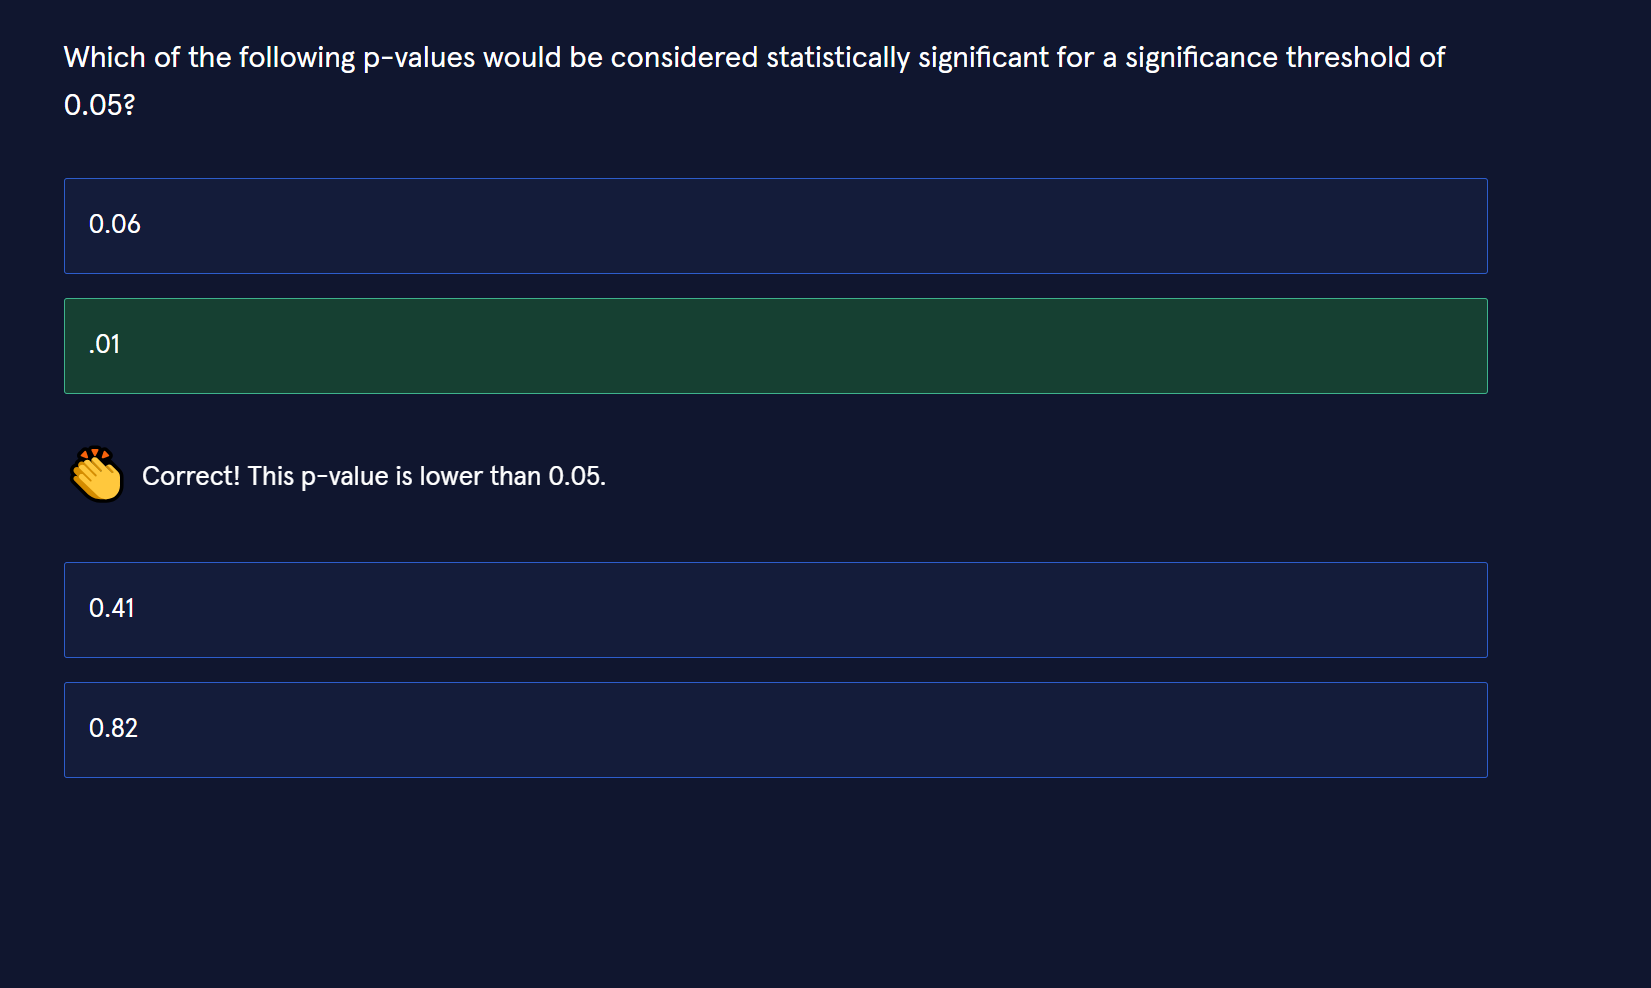 Which of the following p-values would be considered statistically significant for a significance threshold of
0.05?
0.06
.01
Correct! This p-value is lower than 0.05.
0.41
0.82